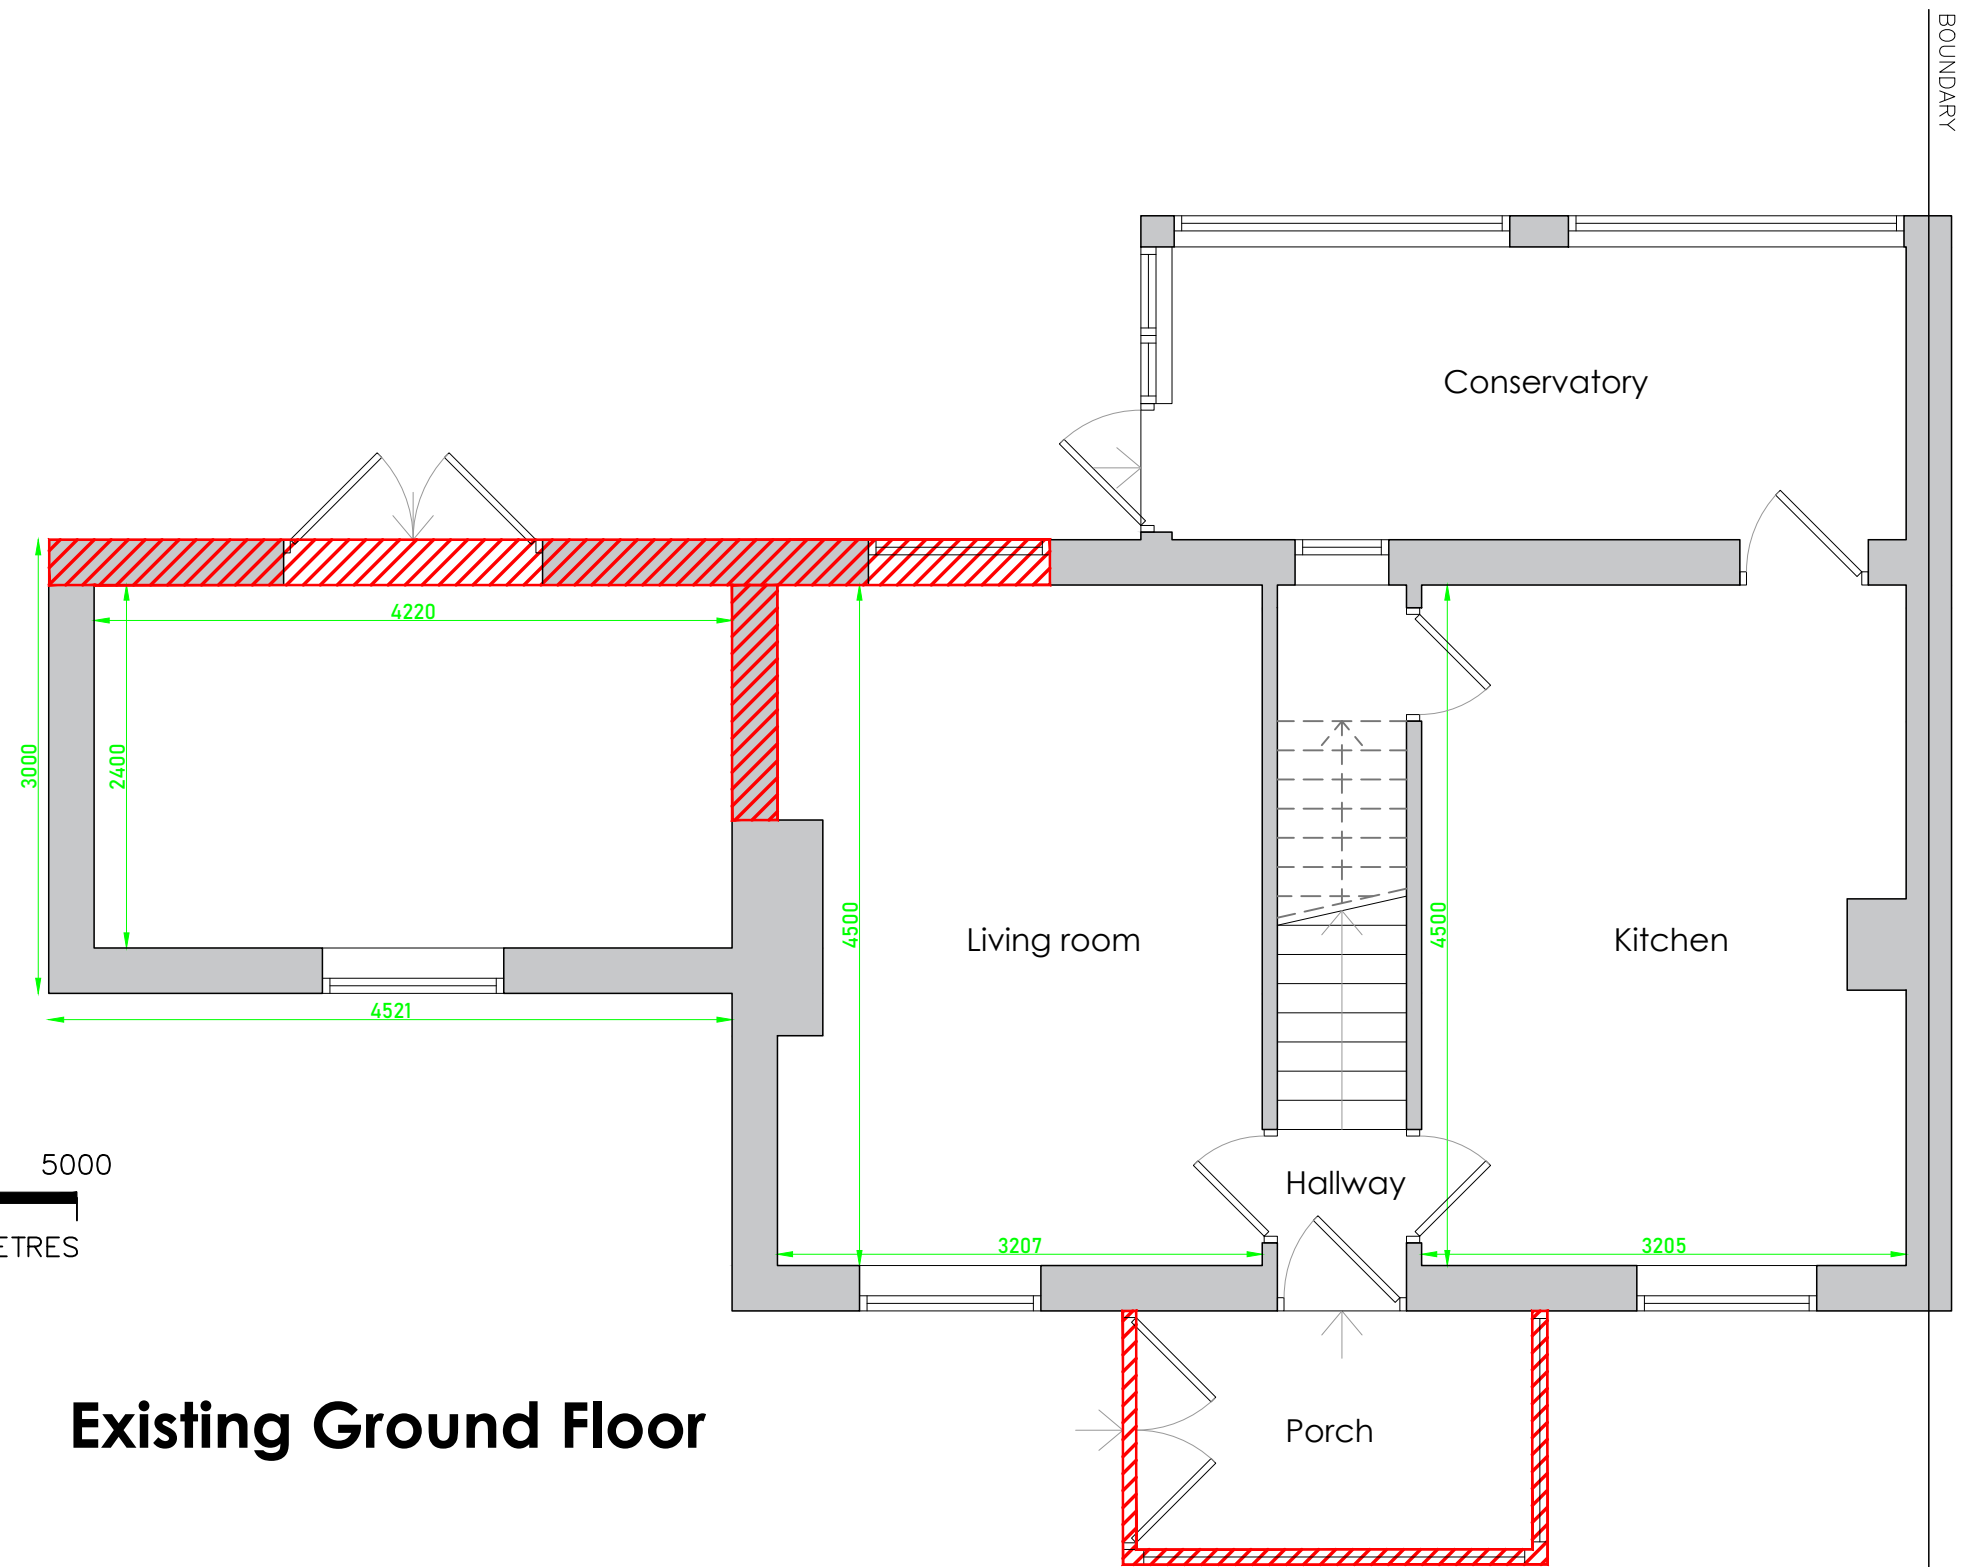 BOUNDARY
Conservatory
4220
3000
2400
4500
Living room
4500
Kitchen
4521
5000
ETRES
Hallway
3207
3205
Existing Ground Floor
Porch